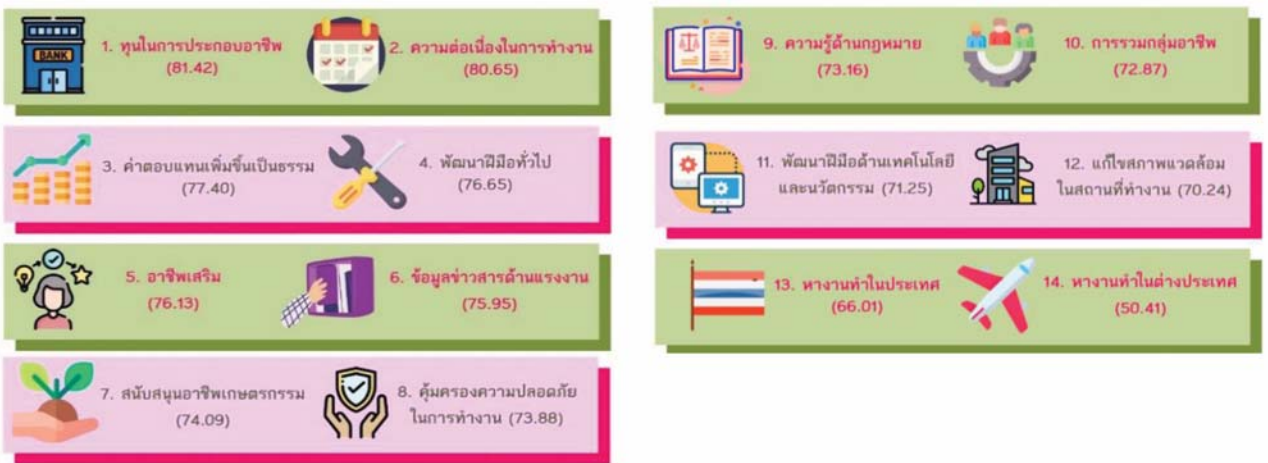 BANK
1. ทุนในการประกอบอาชีพ
(81.42)
2. ความต่อเนื่องในการทำงาน
(80.65)
3. ค่าตอบแทนเพิ่มขึ้นเป็นธรรม
(77.40)
4. พัฒนาฝีมือทั่วไป
(76.65)
5. อาชีพเสริม
(76.13)
6. ข้อมูลข่าวสารด้านแรงงาน
(75.95)
7. สนับสนุนอาชีพเกษตรกรรม
(74.09)
8. คุ้มครองความปลอดภัย
ในการทำงาน (73.88)
9. ความรู้ด้านกฎหมาย
(73.16)
10. การรวมกลุ่มอาชีพ
(72.87)
11. พัฒนาฝีมือด้านเทคโนโลยี
และนวัตกรรม (71.25)
12. แก้ไขสภาพแวดล้อม
ในสถานที่ทำงาน (70.24)
13. หางานทำในประเทศ
(66.01)
14. หางานทำในต่างประเทศ
(50.41)